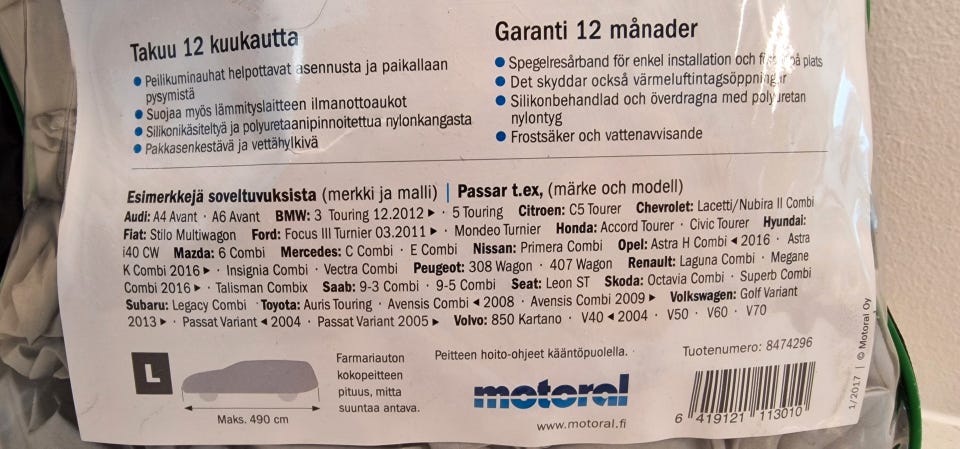 Takuu 12 kuukautta
• Peilikuminauhat helpottavat asennusta ja paikallaan
pysymistä
• Suojaa myös lämmityslaitteen ilmanottoaukot
• Silikonikäsiteltyä ja polyuretaanipinnoitettua nylonkangasta
• Pakkasenkestävä ja vettähylkivä
Garanti 12 månader
• Spegelresårband för enkel installation och på plats
• Det skyddar också värmeluftintagsöppningar
• Silikonbehandlad och överdragna med polyuretan
nylontyg
• Frostsäker och vattenavvisande
Esimerkkejä soveltuvuksista (merkki ja malli) | Passar t.ex, (märke och modell)
Audi: A4 Avant · A6 Avant BMW: 3 Touring 12.2012 ▸ · 5 Touring Citroen: C5 Tourer Chevrolet: Lacetti/Nubira II Combi
Fiat: Stilo Multiwagon Ford: Focus III Turnier 03.2011 ▸ · Mondeo Turnier Honda: Accord Tourer · Civic Tourer Hyundai:
i40 CW Mazda: 6 Combi Mercedes: C Combi · E Combi Nissan: Primera Combi Opel: Astra H Combi ◂ 2016 · Astra
K Combi 2016 ▸ · Insignia Combi · Vectra Combi Peugeot: 308 Wagon · 407 Wagon Renault: Laguna Combi · Megane
Combi 2016 ▸ · Talisman Combix Saab: 9-3 Combi · 9-5 Combi Seat: Leon ST Skoda: Octavia Combi · Superb Combi
Subaru: Legacy Combi Toyota: Auris Touring · Avensis Combi ◂ 2008 · Avensis Combi 2009 ▸ Volkswagen: Golf Variant
2013 ▸ · Passat Variant ◂ 2004 · Passat Variant 2005 ▸ Volvo: 850 Kartano · V40 ◂ 2004 · V50 · V60 · V70
L
Maks. 490 cm
Farmariauton
kokopeitteen
pituus, mitta
suuntaa antava.
Peitteen hoito-ohjeet kääntöpuolella.
motoral
www.motoral.fi
Tuotenumero: 8474296
6 419121 113010
1/2017 | © Motoral Oy